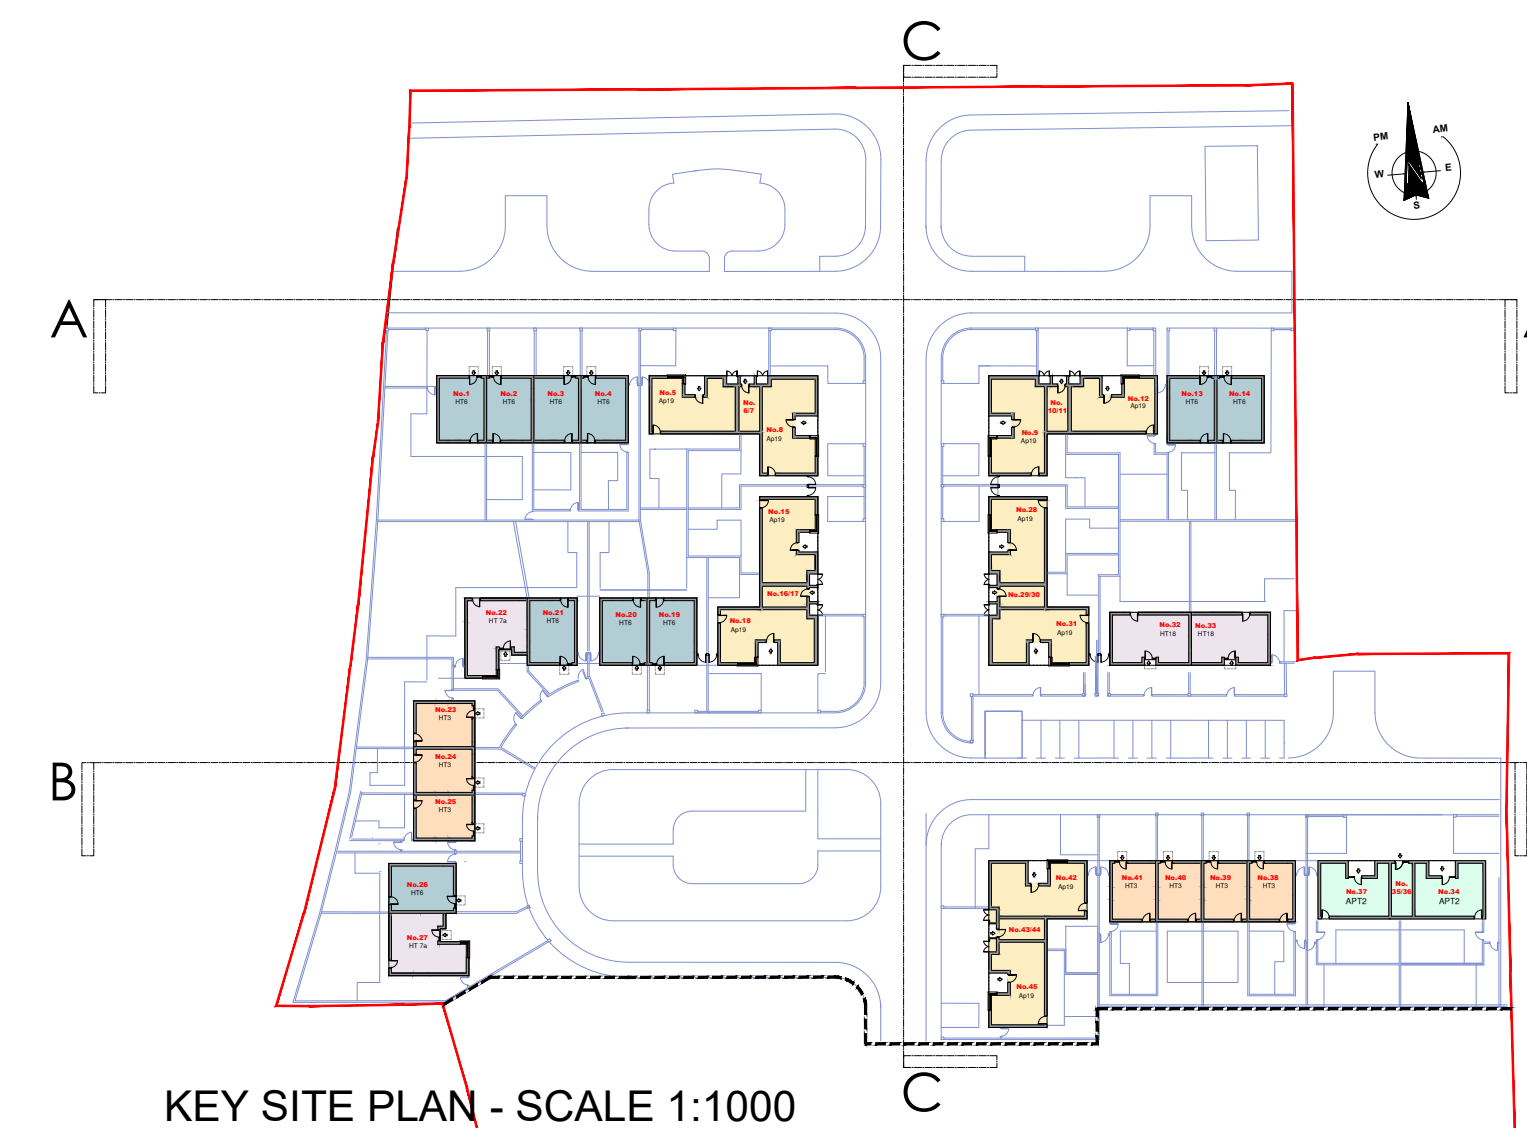 C
PM
AM
W
E
N
S
A
No.1
HT6
No.2
HT6
No.3
HT6
No.4
HT6
No.5
Ap19
No.
6/7
No.8
Ap19
No.9
Ap19
No.
10/11
No.12
Ap19
No.13
HT6
No.14
HT6
No.15
Ap19
No.28
Ap19
No.16/17
No.29/30
No.22
HT 7a
No.21
HT6
No.20
HT6
No.19
HT6
No.18
Ap19
No.31
Ap19
No.32
HT18
No.33
HT18
No.23
HT3
No.24
HT3
No.25
HT3
B
No.26
HT6
No.27
HT 7a
No.42
Ap19
No.41
HT3
No.40
HT3
No.39
HT3
No.38
HT3
No.37
APT2
No.
35/36
No.34
APT2
No.43/44
No.45
Ap19
C
KEY SITE PLAN - SCALE 1:1000